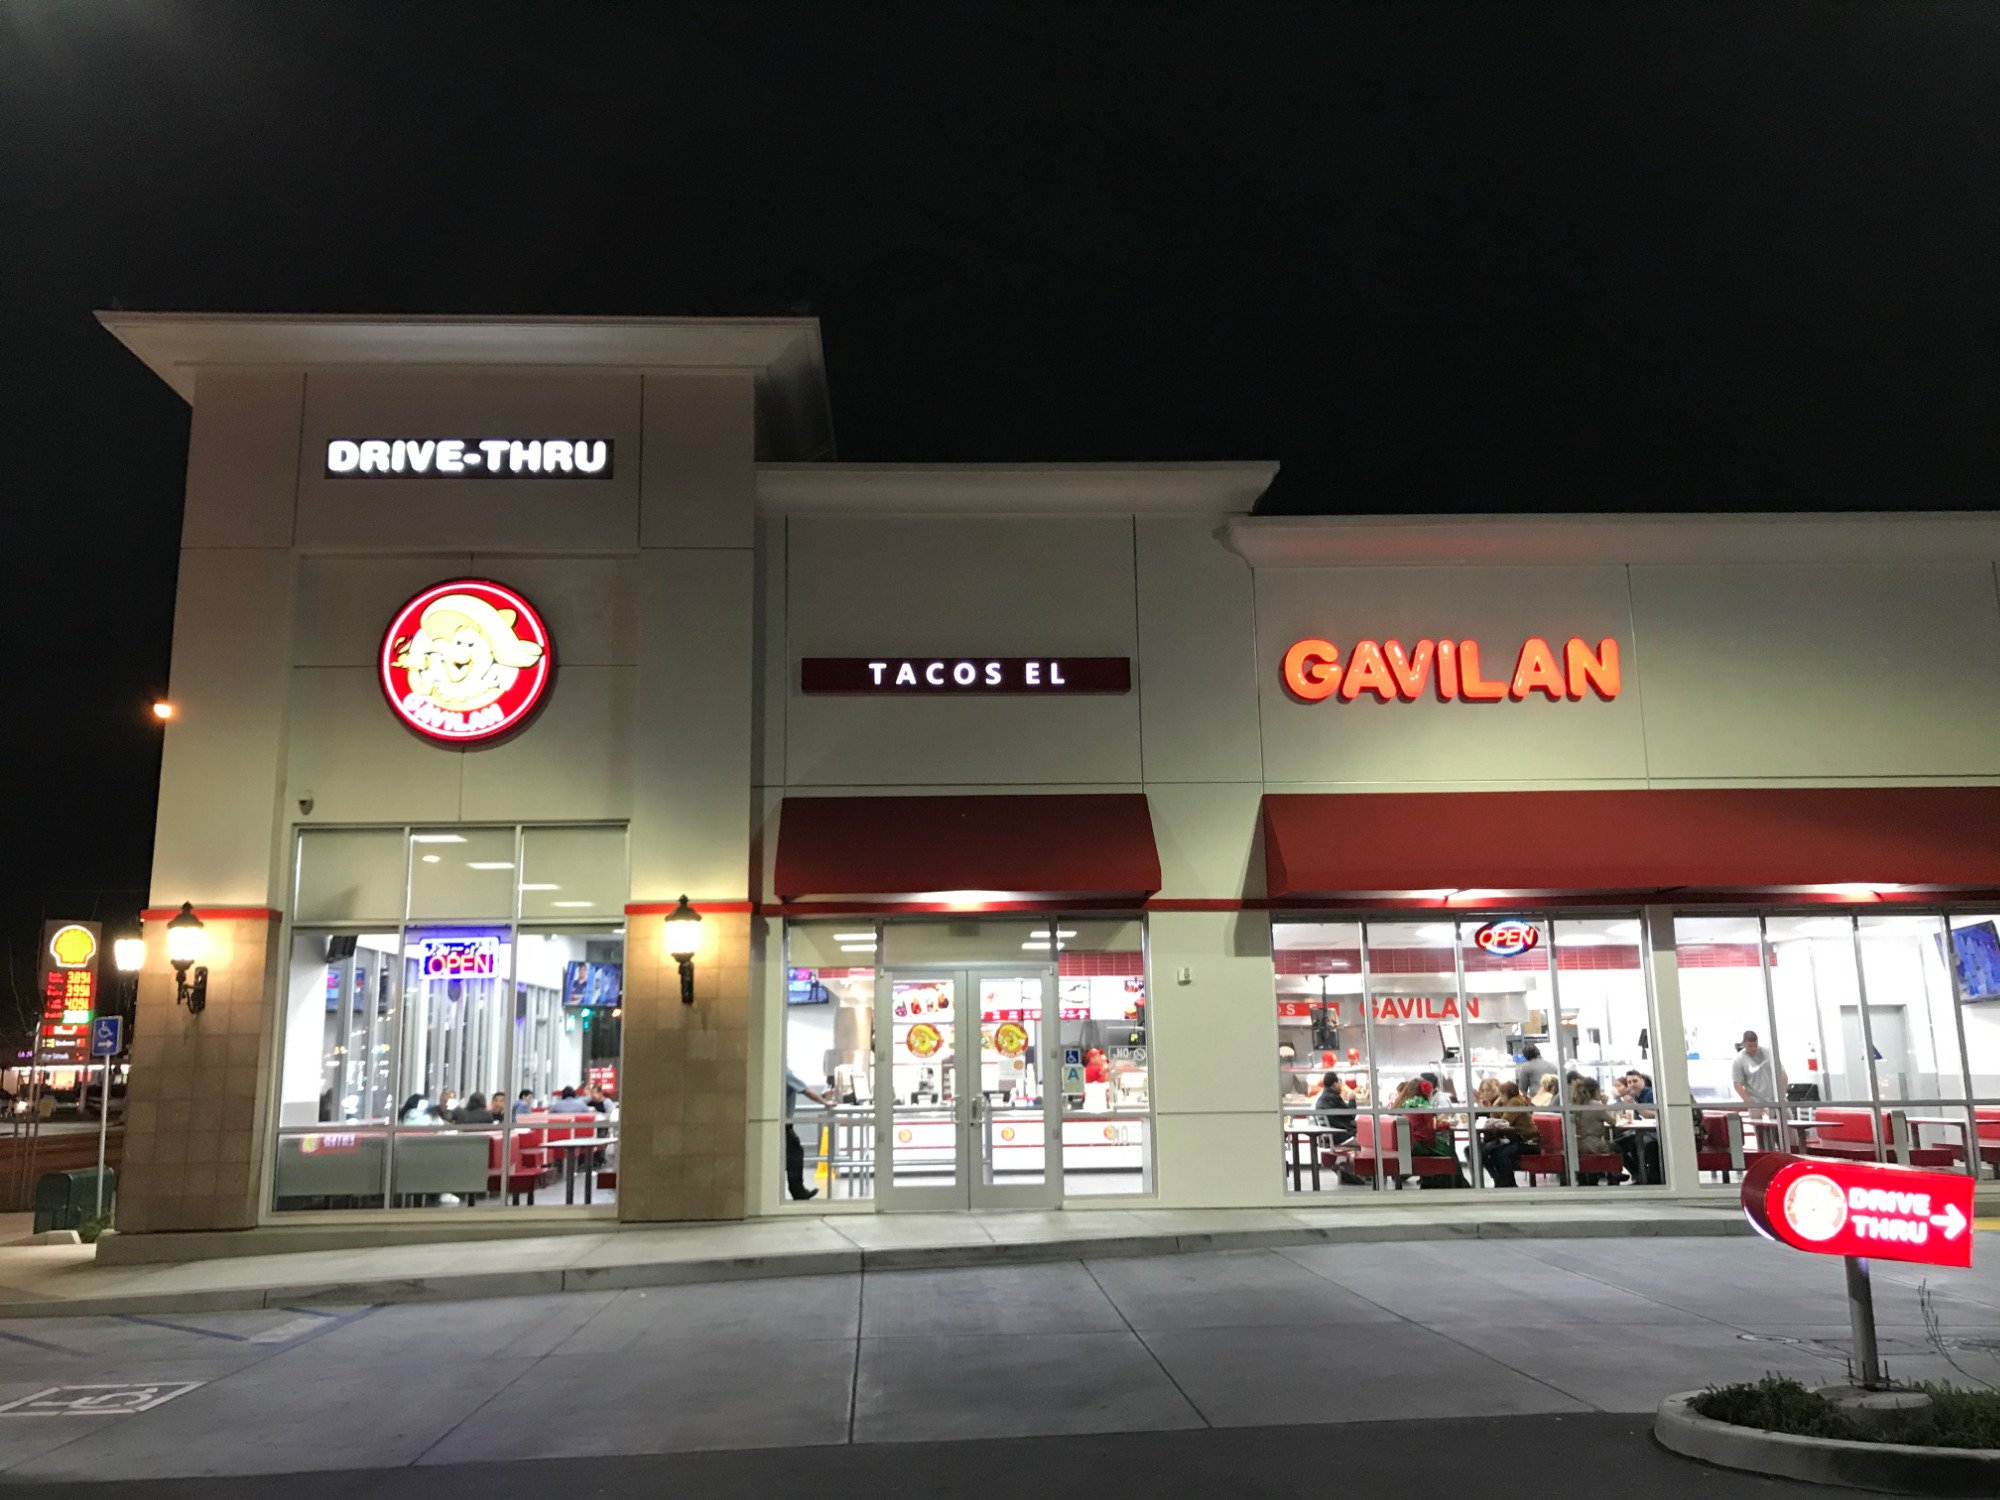 DRIVE-THRU
GAVILAN
TACOS EL
GAVILAN
OPEN
OPEN
GAVILAN
A
DRIVE
THRU